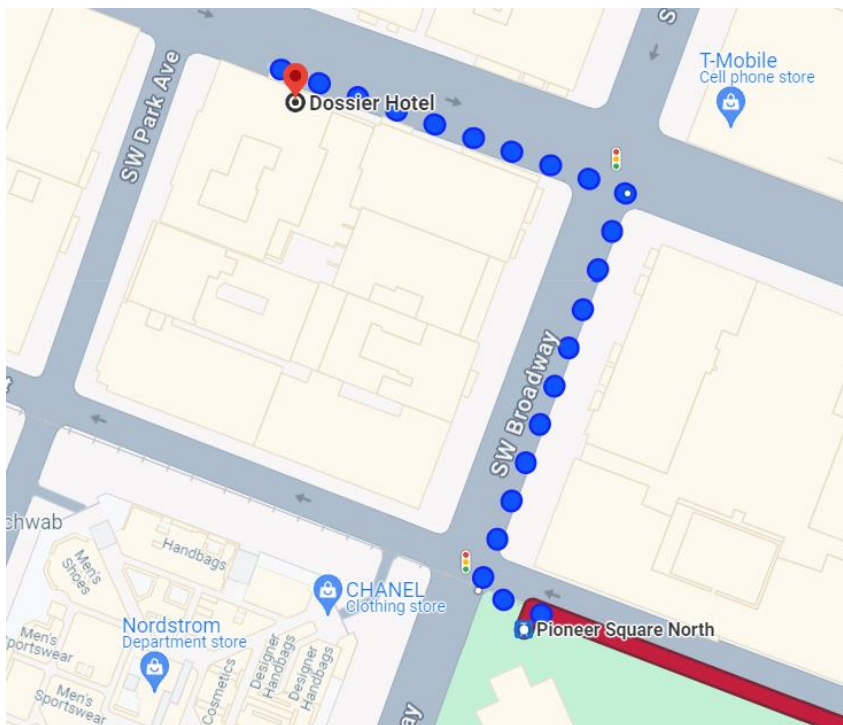 T-Mobile
Cell phone store
SW Park Ave
Dossier Hotel
SW Broadway
chwab
Handbags
Men's
Shoes
CHANEL
Clothing store
Pioneer Square North
Nordstrom
Department store
Men's
Sportswear
Men's
Sportswear
Cosmetics
Designer
Handbags
Designer
Handbags
way